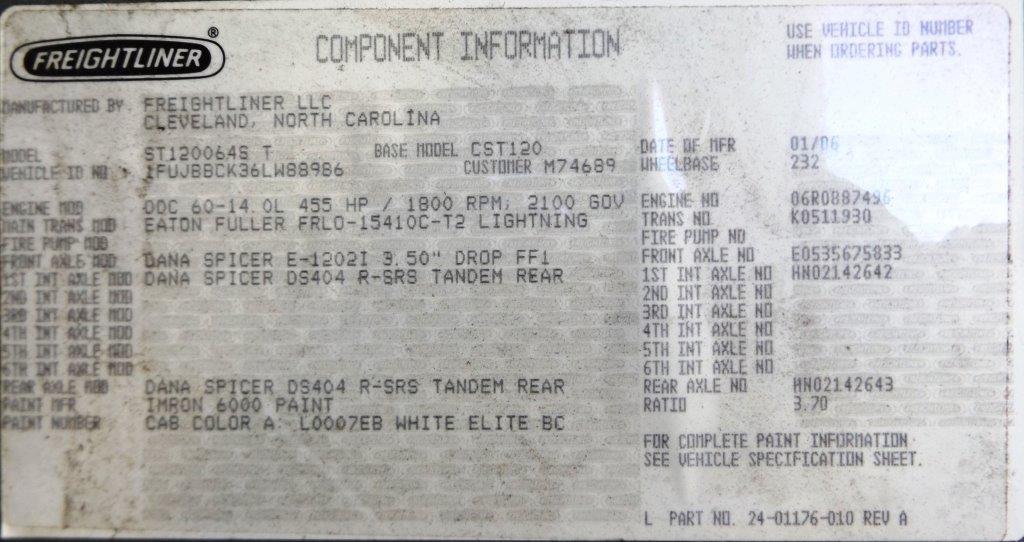 FREIGHTLINER ®
COMPONENT INFORMATION
USE VEHICLE ID NUMBER
WHEN ORDERING PARTS.
MANUFACTURED BY FREIGHTLINER LLC
CLEVELAND, NORTH CAROLINA
MODEL ST120064S T BASE MODEL CST120 DATE OF MFR 01/06
VEHICLE ID NO 1FUJBBCK36LW88986 CUSTOMER M74689 WHEELBASE 232
ENGINE MOD DDC 60-14.0L 455 HP / 1800 RPM, 2100 GOV ENGINE NO 06R0887496
MAIN TRANS MOD EATON FULLER FRLO-15410C-T2 LIGHTNING TRANS NO K0511930
FIRE PUMP MOD FIRE PUMP NO
FRONT AXLE MOD DANA SPICER E-1202I 3.50" DROP FF1 FRONT AXLE NO E0535675833
1ST INT AXLE MOD DANA SPICER DS404 R-SRS TANDEM REAR 1ST INT AXLE NO HN02142642
2ND INT AXLE MOD 2ND INT AXLE NO
3RD INT AXLE MOD 3RD INT AXLE NO
4TH INT AXLE MOD 4TH INT AXLE NO
5TH INT AXLE MOD 5TH INT AXLE NO
6TH INT AXLE MOD 6TH INT AXLE NO
REAR AXLE MOD DANA SPICER DS404 R-SRS TANDEM REAR REAR AXLE NO HN02142643
PAINT MFR IMRON 6000 PAINT RATIO 3.70
PAINT NUMBER CAB COLOR A: L0007EB WHITE ELITE BC
FOR COMPLETE PAINT INFORMATION
SEE VEHICLE SPECIFICATION SHEET.
L PART NO. 24-01176-010 REV A